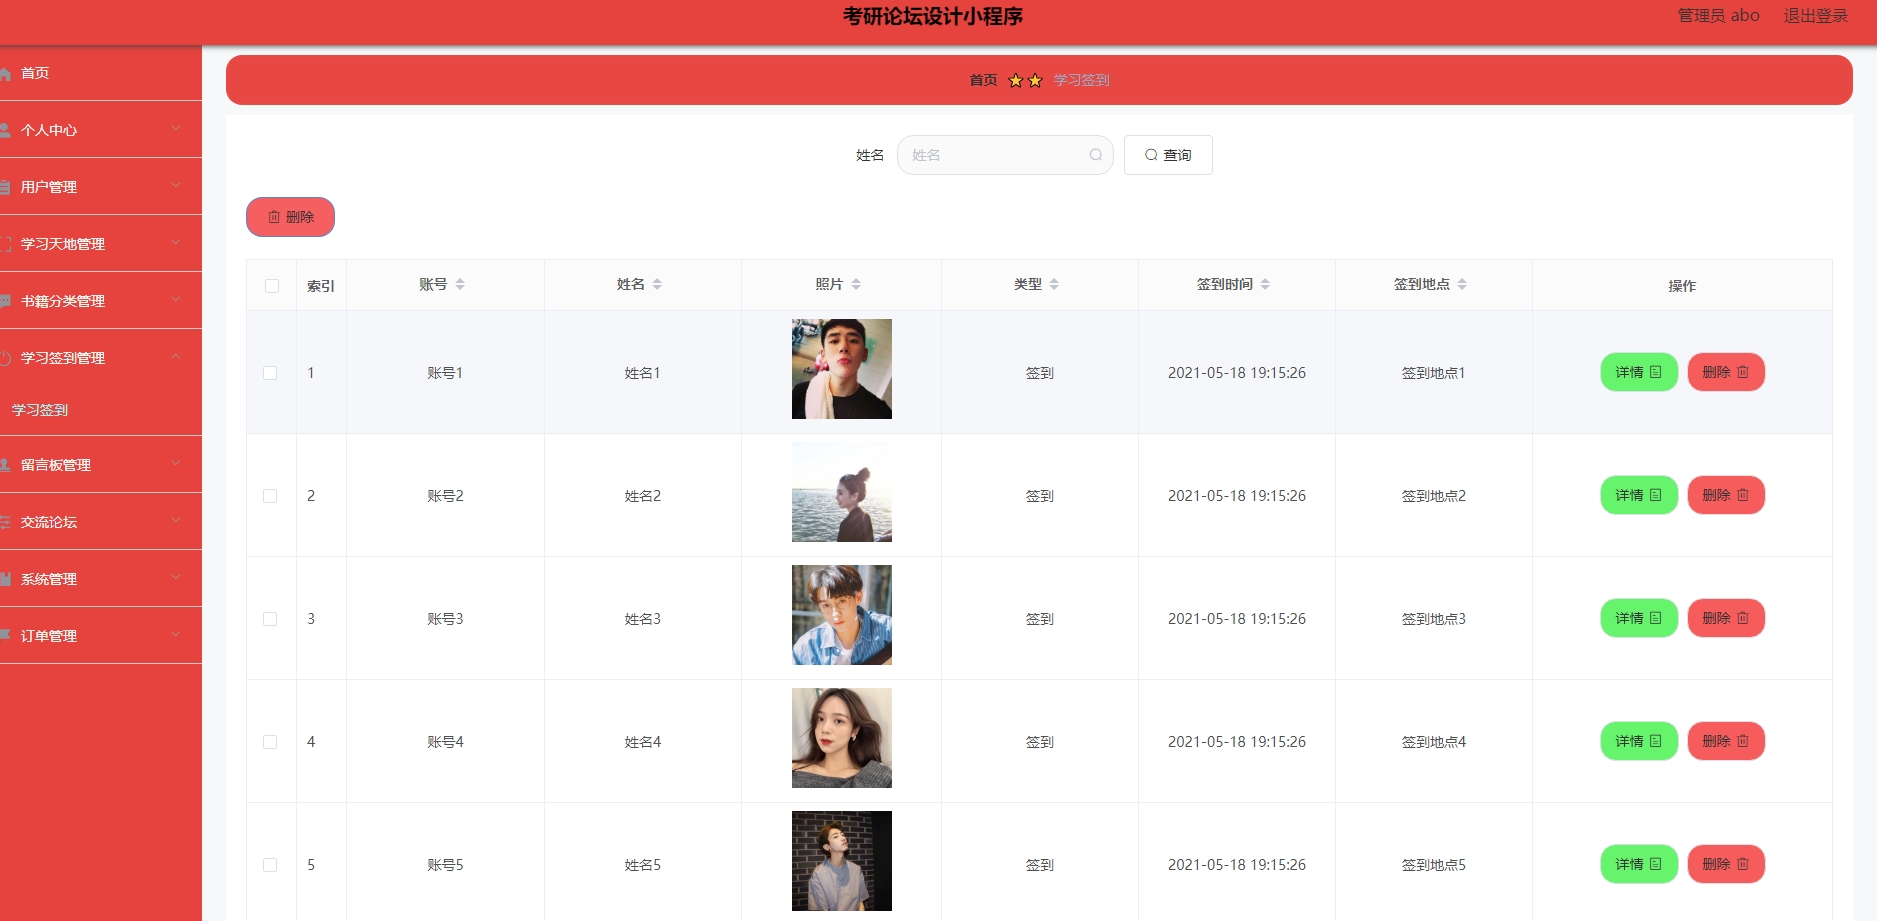 考研论坛设计小程序
管理员 abo 退出登录
首页
个人中心
用户管理
学习天地管理
书籍分类管理
学习签到管理
学习签到
留言板管理
交流论坛
系统管理
订单管理
首页 学习签到
姓名 姓名 查询
删除
索引 账号 姓名 照片 类型 签到时间 签到地点 操作
1 账号1 姓名1 签到 2021-05-18 19:15:26 签到地点1 详情 删除
2 账号2 姓名2 签到 2021-05-18 19:15:26 签到地点2 详情 删除
3 账号3 姓名3 签到 2021-05-18 19:15:26 签到地点3 详情 删除
4 账号4 姓名4 签到 2021-05-18 19:15:26 签到地点4 详情 删除
5 账号5 姓名5 签到 2021-05-18 19:15:26 签到地点5 详情 删除